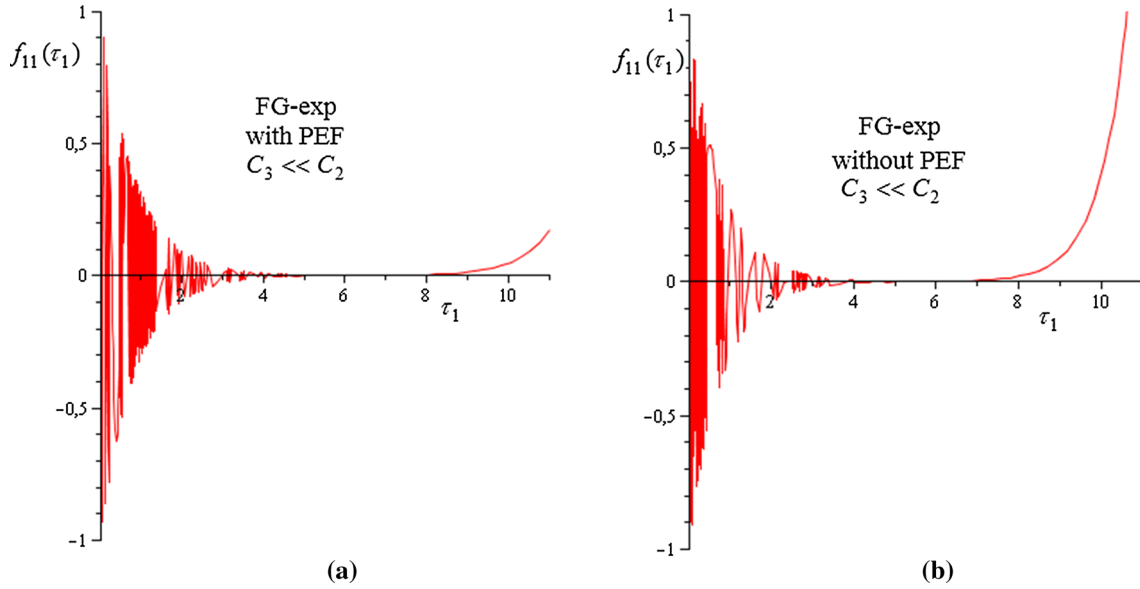 1
f₁₁(τ₁)
0,5
FG-exp
with PEF
C₃ << C₂
0
2
4
6
8
10
τ₁
−0,5
−1
(a)
1
f₁₁(τ₁)
0,5
FG-exp
without PEF
C₃ << C₂
0
2
4
6
8
10
τ₁
−0,5
−1
(b)